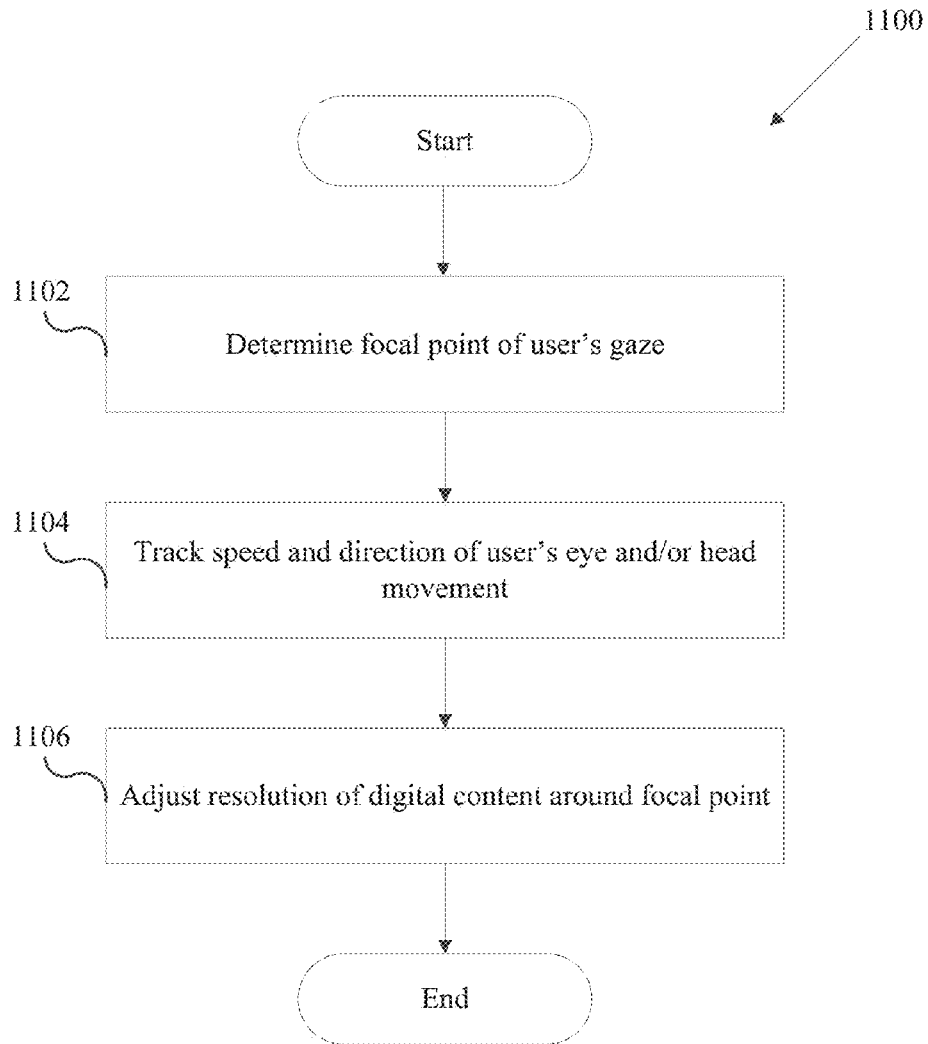 1100
Start
1102
Determine focal point of user's gaze
1104
Track speed and direction of user's eye and/or head
movement
1106
Adjust resolution of digital content around focal point
End